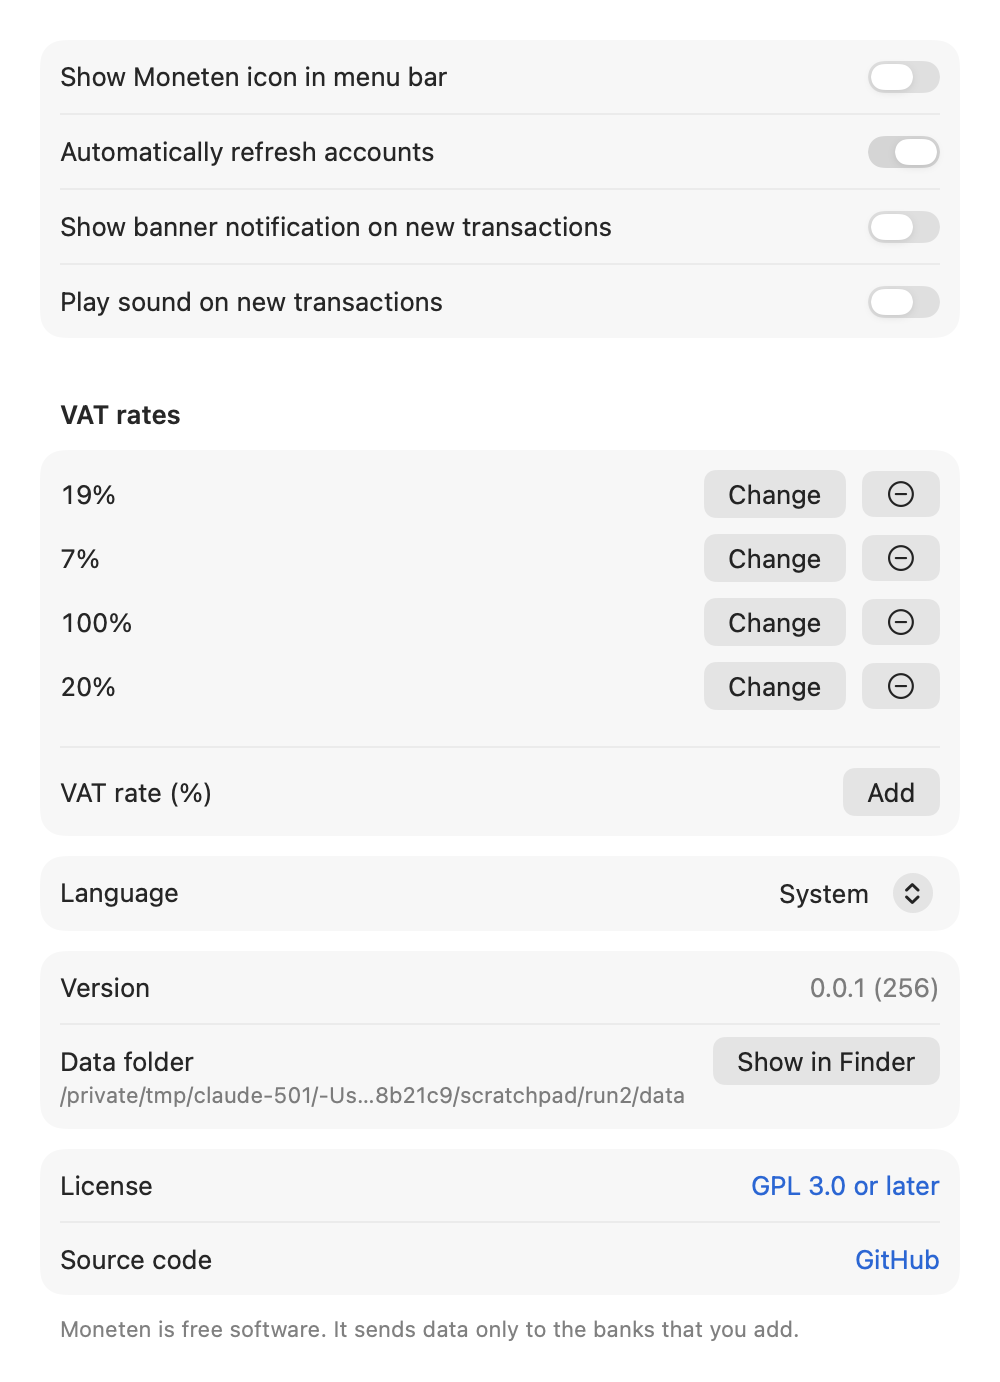 Show Moneten icon in menu bar
Automatically refresh accounts
Show banner notification on new transactions
Play sound on new transactions
VAT rates
19% Change
7% Change
100% Change
20% Change
VAT rate (%) Add
Language System
Version 0.0.1 (256)
Data folder Show in Finder
/private/tmp/claude-501/-Us...8b21c9/scratchpad/run2/data
License GPL 3.0 or later
Source code GitHub
Moneten is free software. It sends data only to the banks that you add.